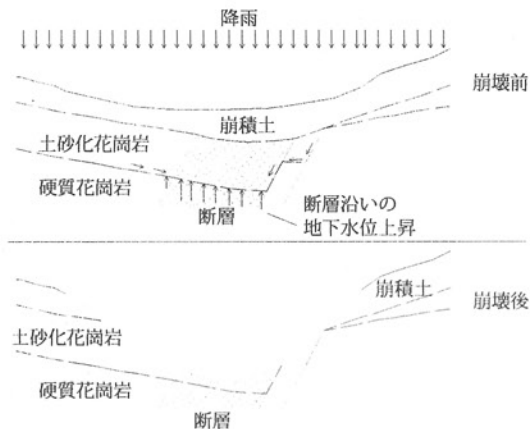 降雨
崩壊前
崩積土
土砂化花崗岩
硬質花崗岩
断層
断層沿いの
地下水位上昇
崩積土
崩壊後
土砂化花崗岩
硬質花崗岩
断層